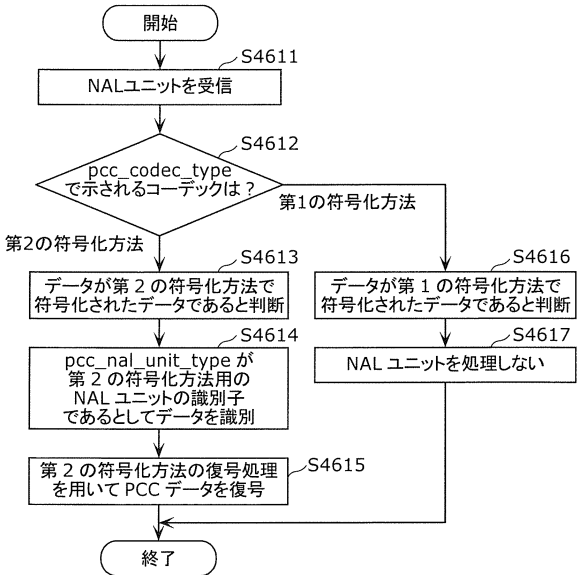 開始
S4611
NALユニットを受信
S4612
pcc_codec_type
で示されるコーデックは？
第1の符号化方法
第2の符号化方法
S4613
データが第２の符号化方法で
符号化されたデータであると判断
S4616
データが第１の符号化方法で
符号化されたデータであると判断
S4614
pcc_nal_unit_type が
第２の符号化方法用の
NAL ユニットの識別子
であるとしてデータを識別
S4617
NAL ユニットを処理しない
S4615
第２の符号化方法の復号処理
を用いて PCC データを復号
終了